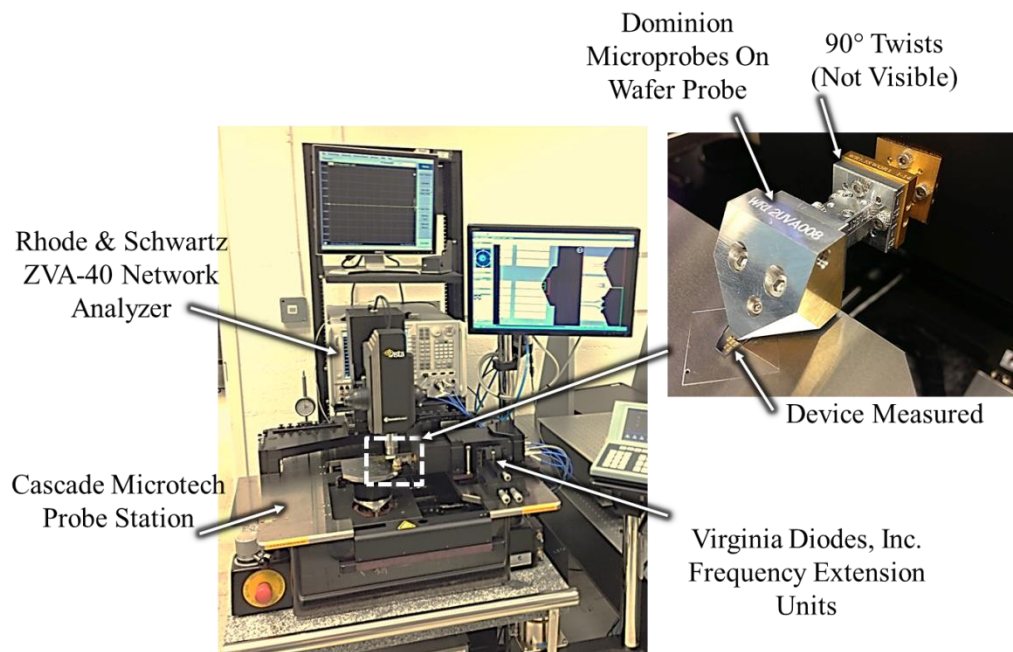 Dominion
Microprobes On
Wafer Probe
90° Twists
(Not Visible)
Rhode & Schwartz
ZVA-40 Network
Analyzer
WR1.2UVA008
Device Measured
Cascade Microtech
Probe Station
Virginia Diodes, Inc.
Frequency Extension
Units